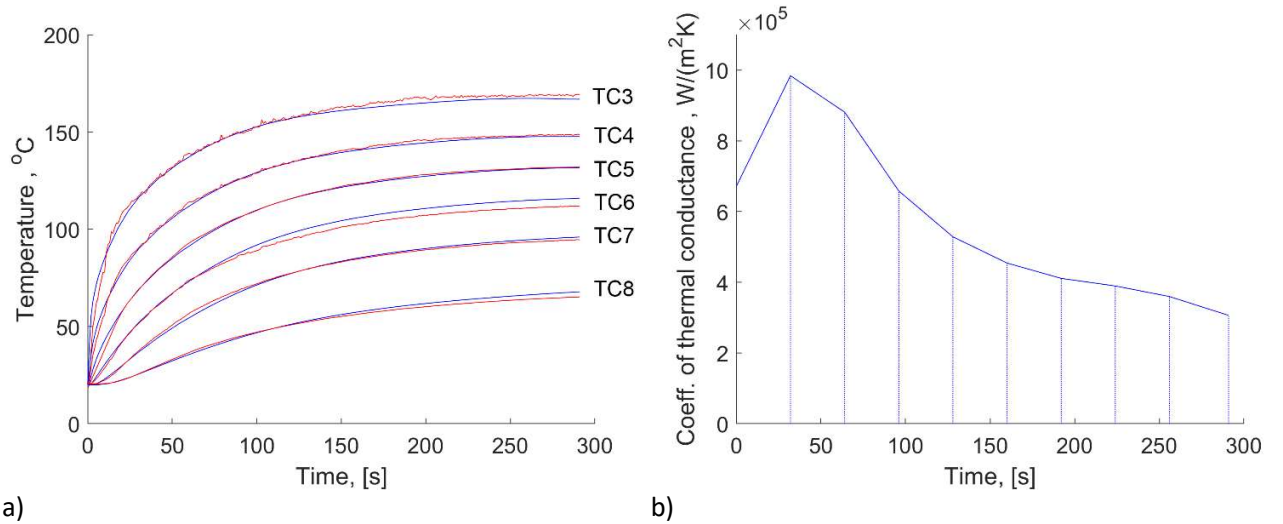 200
150
100
50
0
0 50 100 150 200 250 300
Temperature , °C
Time, [s]
TC3
TC4
TC5
TC6
TC7
TC8
a)
×10⁵
10
8
6
4
2
0
0 50 100 150 200 250 300
Coeff. of thermal conductance , W/(m²K)
Time, [s]
b)